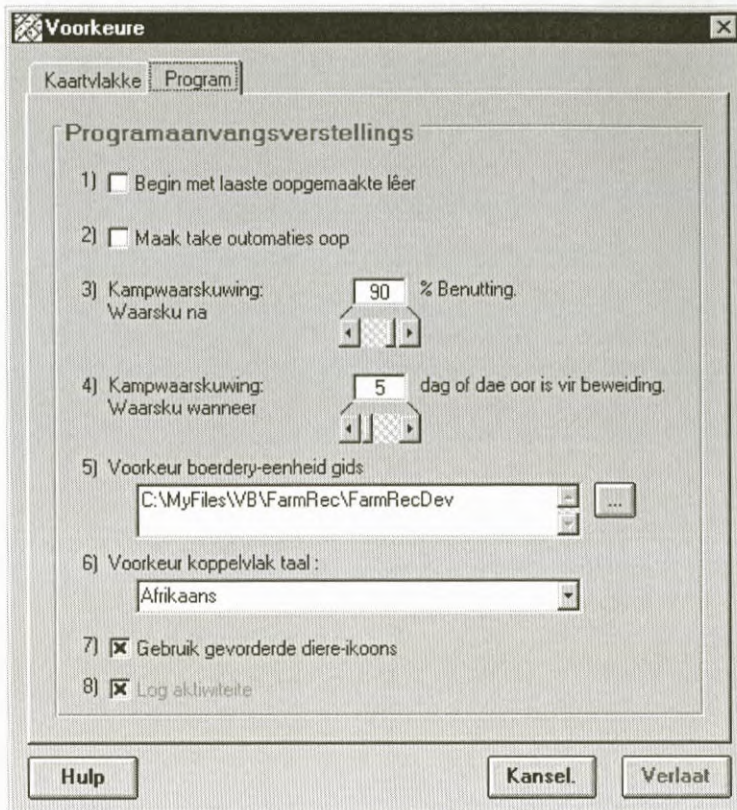 Voorkeure
Kaartvlakke Program
Programaanvangsverstellings
1) Begin met laaste oopgemaakte lêer
2) Maak take outomaties oop
3) Kampwaarskuwing: 90 % Benutting.
Waarsku na
4) Kampwaarskuwing: 5 dag of dae oor is vir beweiding.
Waarsku wanneer
5) Voorkeur boerdery-eenheid gids
C:\MyFiles\VB\FarmRec\FarmRecDev
...
6) Voorkeur koppelvlak taal :
Afrikaans
7) Gebruik gevorderde diere-ikoons
8) Log aktiwiteite
Hulp Kansel. Verlaat